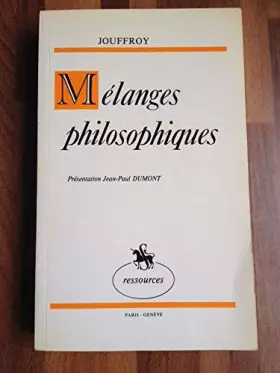 JOUFFROY
Mélanges
philosophiques
Présentation Jean-Paul DUMONT
S
ressources
PARIS - GENÈVE